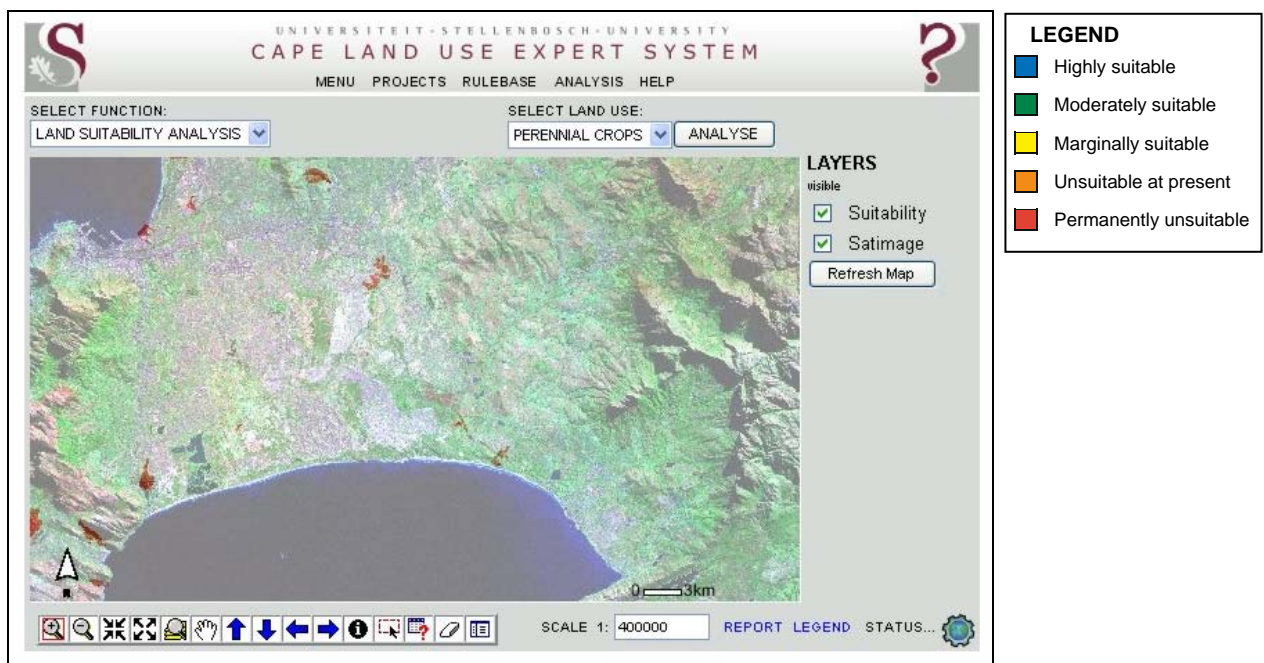 UNIVERSITEIT-STELLENBOSCH-UNIVERSITY
CAPE LAND USE EXPERT SYSTEM
MENU PROJECTS RULEBASE ANALYSIS HELP
SELECT FUNCTION:
LAND SUITABILITY ANALYSIS
SELECT LAND USE:
PERENNIAL CROPS ANALYSE
LAYERS
visible
Suitability
Satimage
Refresh Map
0 3km
SCALE 1: 400000 REPORT LEGEND STATUS...
LEGEND
Highly suitable
Moderately suitable
Marginally suitable
Unsuitable at present
Permanently unsuitable